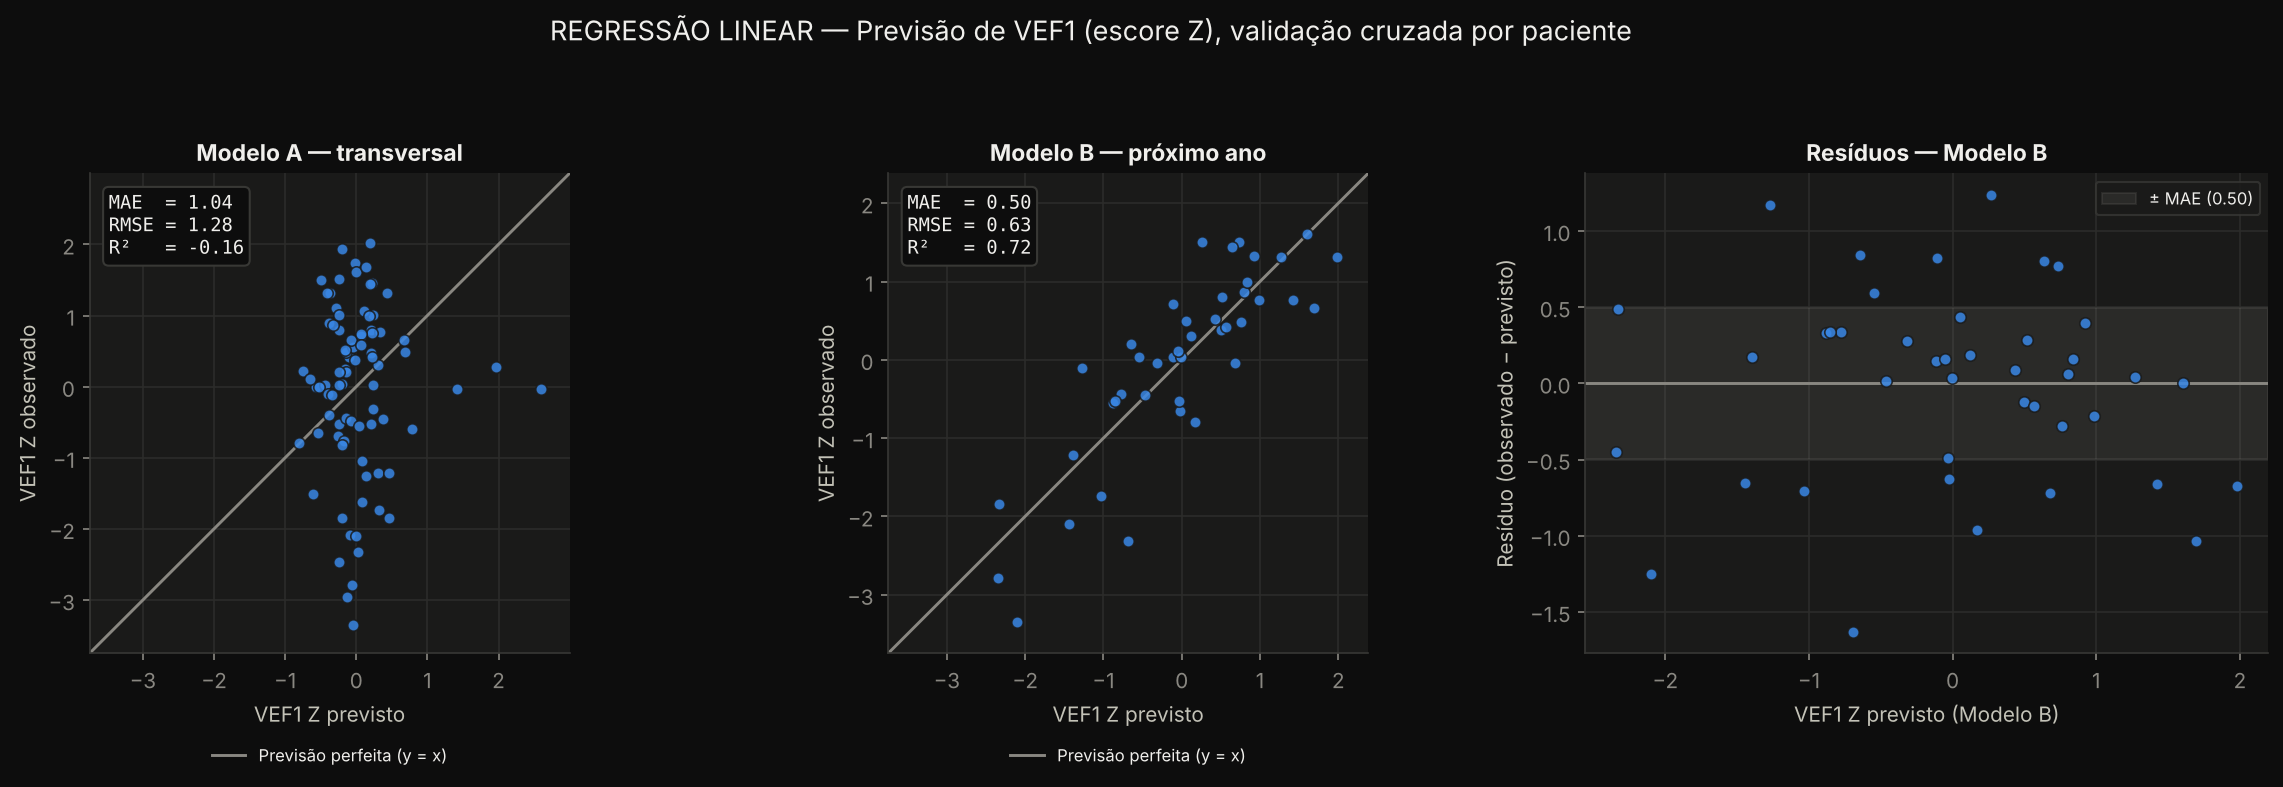 REGRESSÃO LINEAR — Previsão de VEF1 (escore Z), validação cruzada por paciente
Modelo A — transversal
MAE = 1.04
RMSE = 1.28
R² = -0.16
VEF1 Z observado
2
1
0
−1
−2
−3
−3 −2 −1 0 1 2
VEF1 Z previsto
Previsão perfeita (y = x)
Modelo B — próximo ano
MAE = 0.50
RMSE = 0.63
R² = 0.72
VEF1 Z observado
2
1
0
−1
−2
−3
−3 −2 −1 0 1 2
VEF1 Z previsto
Previsão perfeita (y = x)
Resíduos — Modelo B
± MAE (0.50)
Resíduo (observado − previsto)
1.0
0.5
0.0
−0.5
−1.0
−1.5
−2 −1 0 1 2
VEF1 Z previsto (Modelo B)